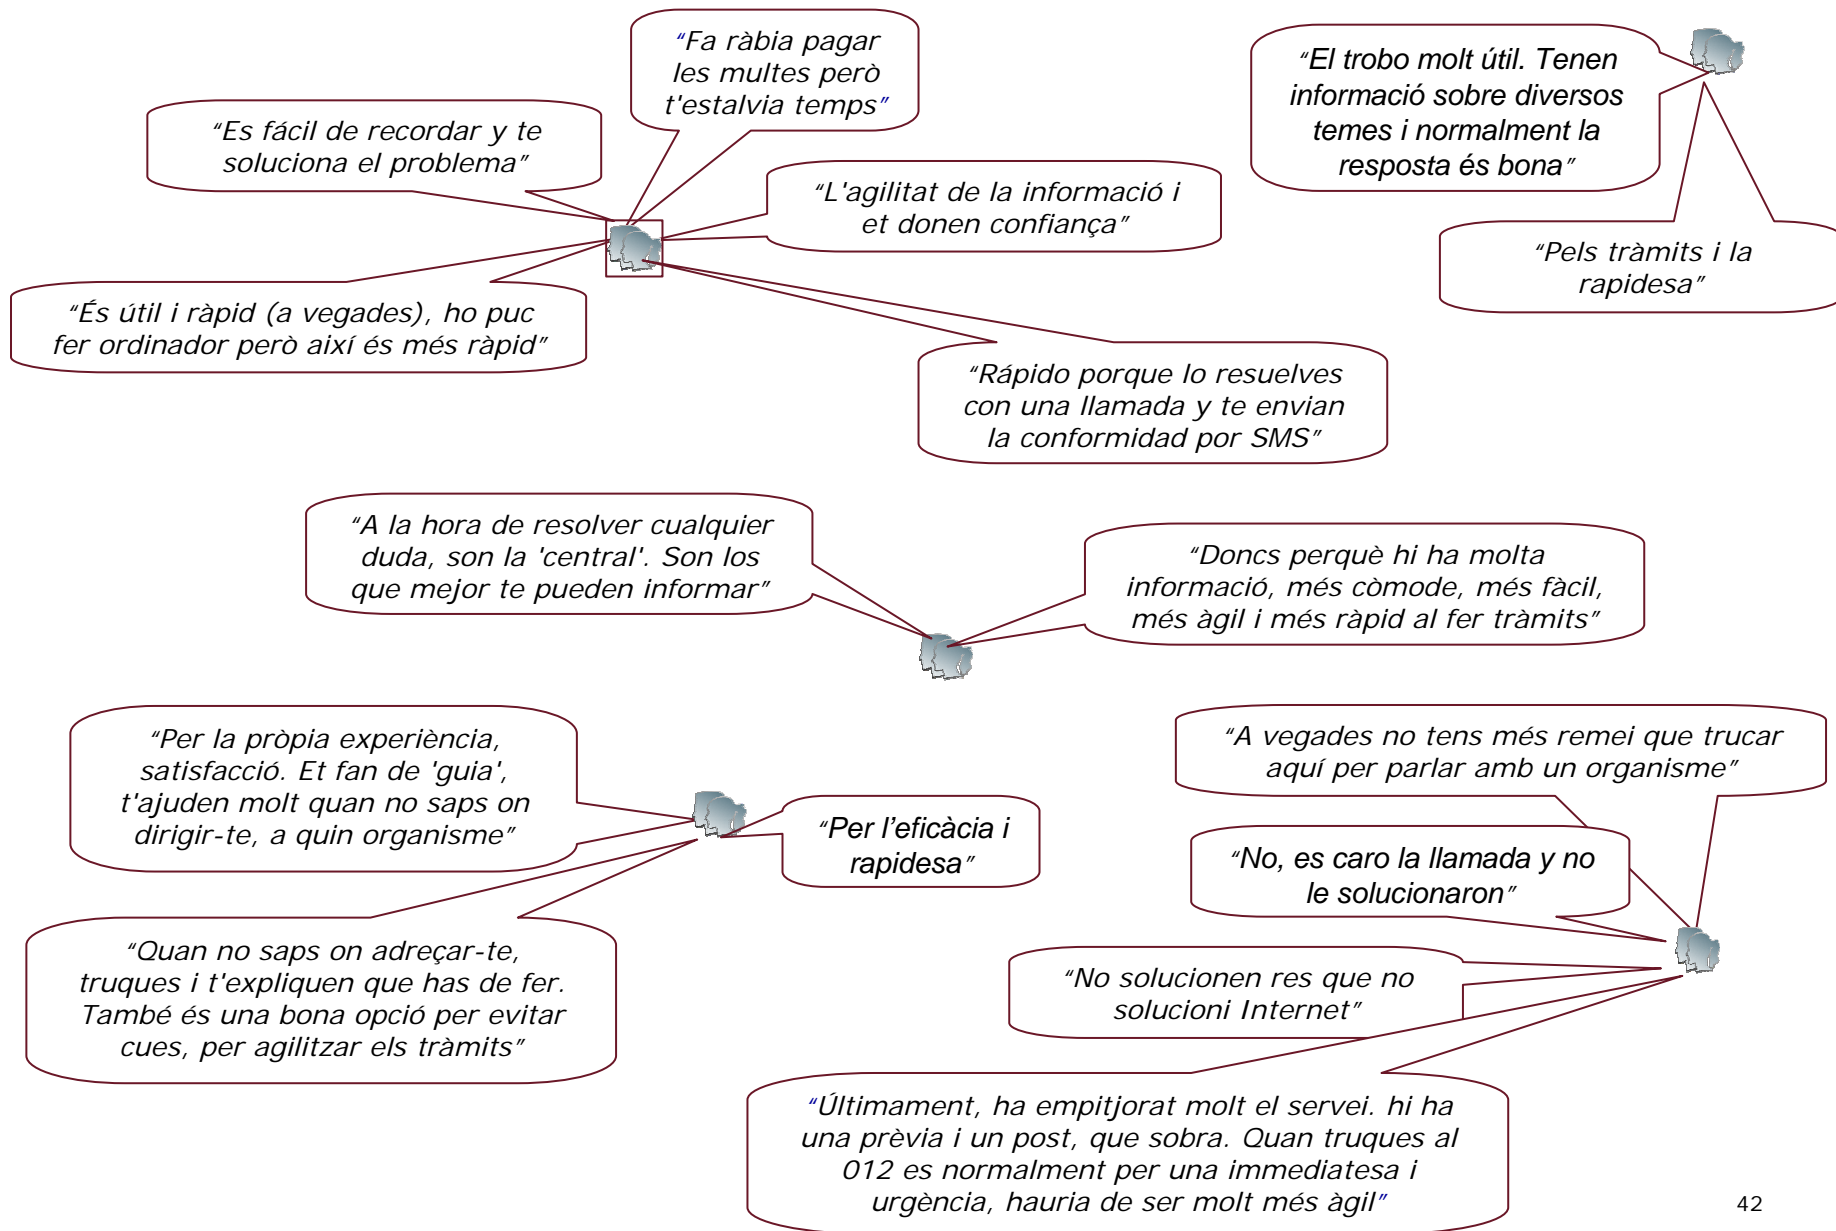 “Fa ràbia pagar
les multes però
t'estalvia temps”
“El trobo molt útil. Tenen
informació sobre diversos
temes i normalment la
resposta és bona”
“Es fácil de recordar y te
soluciona el problema”
“L'agilitat de la informació i
et donen confiança”
“Pels tràmits i la
rapidesa”
“És útil i ràpid (a vegades), ho puc
fer ordinador però així és més ràpid”
“Rápido porque lo resuelves
con una llamada y te envian
la conformidad por SMS”
“A la hora de resolver cualquier
duda, son la 'central'. Son los
que mejor te pueden informar”
“Doncs perquè hi ha molta
informació, més còmode, més fàcil,
més àgil i més ràpid al fer tràmits”
“Per la pròpia experiència,
satisfacció. Et fan de 'guia',
t'ajuden molt quan no saps on
dirigir-te, a quin organisme”
“A vegades no tens més remei que trucar
aquí per parlar amb un organisme”
“Per l’eficàcia i
rapidesa”
“No, es caro la llamada y no
le solucionaron”
“Quan no saps on adreçar-te,
truques i t'expliquen que has de fer.
També és una bona opció per evitar
cues, per agilitzar els tràmits”
“No solucionen res que no
solucioni Internet”
“Últimament, ha empitjorat molt el servei. hi ha
una prèvia i un post, que sobra. Quan truques al
012 es normalment per una immediatesa i
urgència, hauria de ser molt més àgil”
42